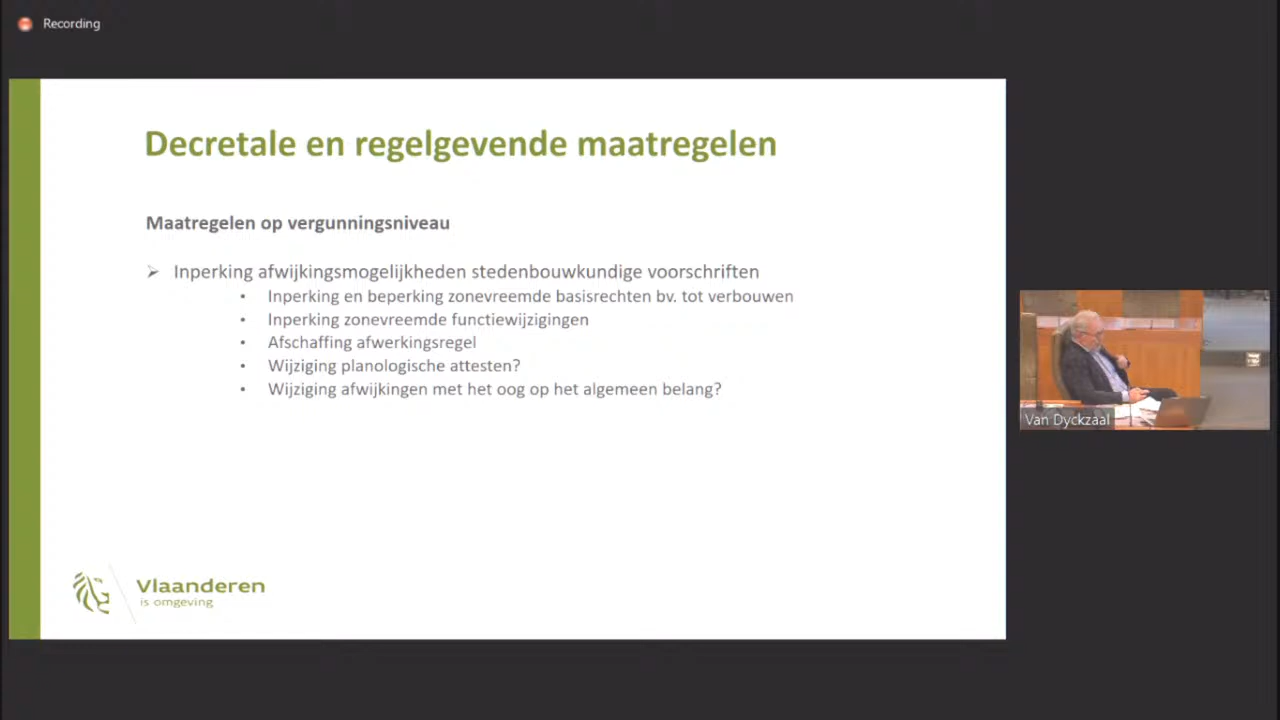 Recording
Decretale en regelgevende maatregelen
Maatregelen op vergunningsniveau
➢ Inperking afwijkingsmogelijkheden stedenbouwkundige voorschriften
• Inperking en beperking zonevreemde basisrechten bv. tot verbouwen
• Inperking zonevreemde functiewijzigingen
• Afschaffing afwerkingsregel
• Wijziging planologische attesten?
• Wijziging afwijkingen met het oog op het algemeen belang?
Van Dyckzaal
Vlaanderen
is omgeving